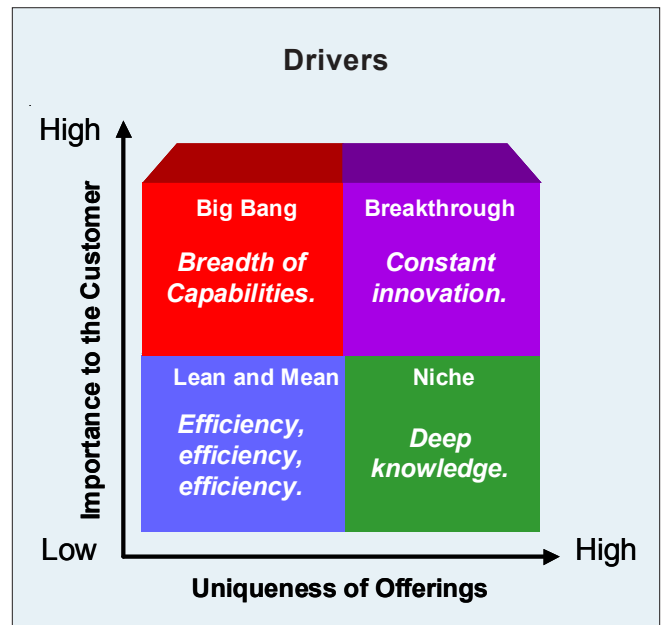 Drivers
High
Importance to the Customer
Big Bang
Breadth of
Capabilities.
Breakthrough
Constant
innovation.
Lean and Mean
Efficiency,
efficiency,
efficiency.
Niche
Deep
knowledge.
Low
High
Uniqueness of Offerings